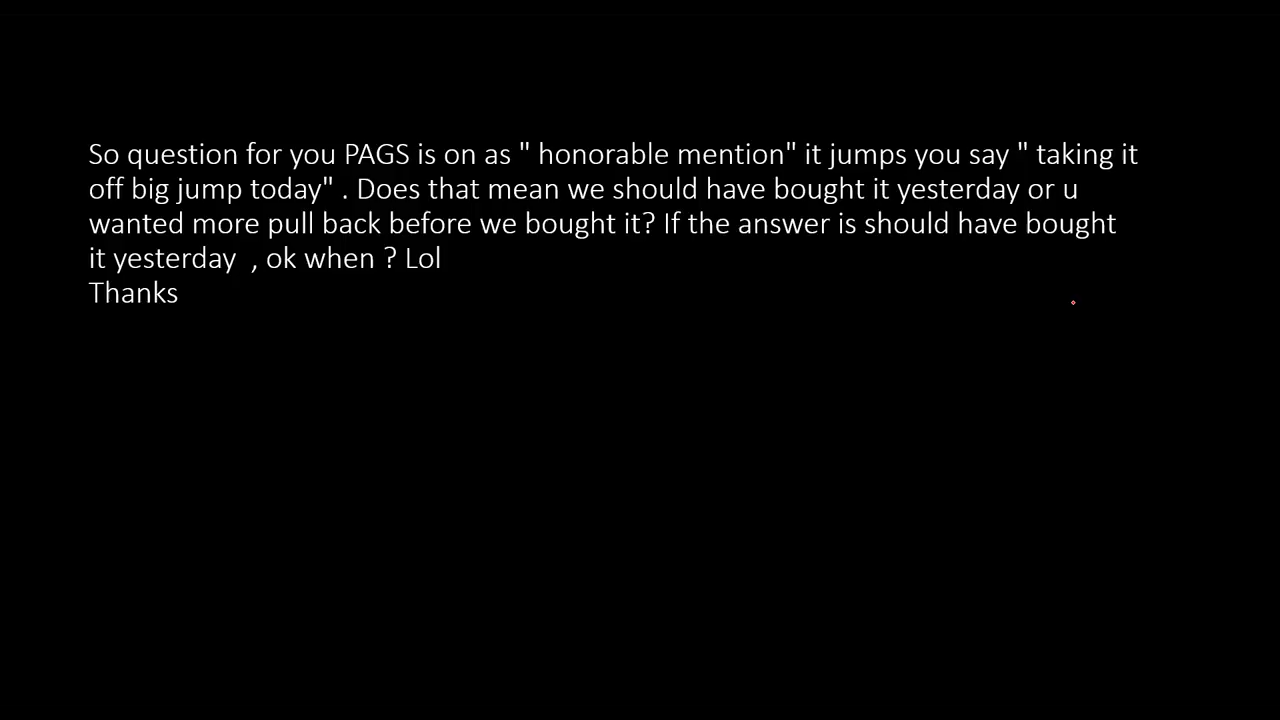 So question for you PAGS is on as " honorable mention" it jumps you say " taking it
off big jump today" . Does that mean we should have bought it yesterday or u
wanted more pull back before we bought it? If the answer is should have bought
it yesterday  , ok when ? Lol
Thanks